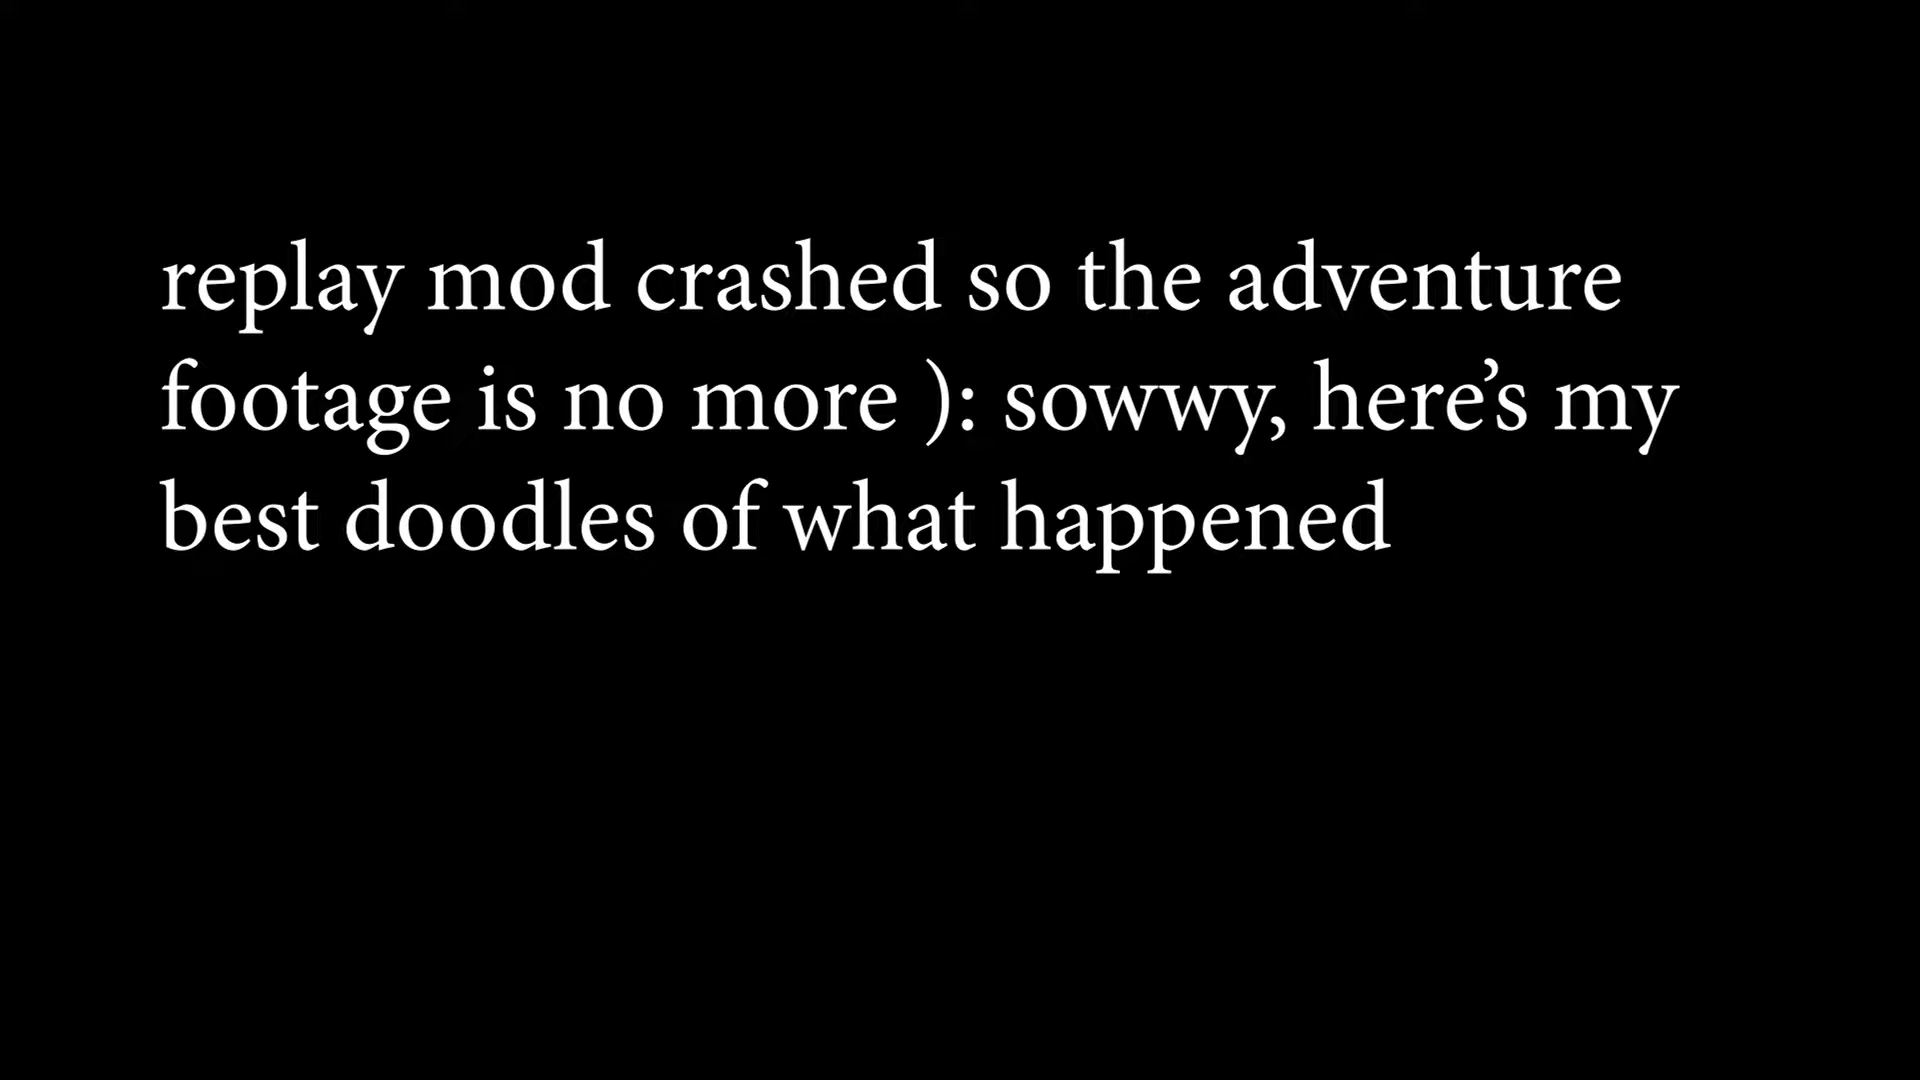 replay mod crashed so the adventure
footage is no more ): sowwy, here’s my
best doodles of what happened